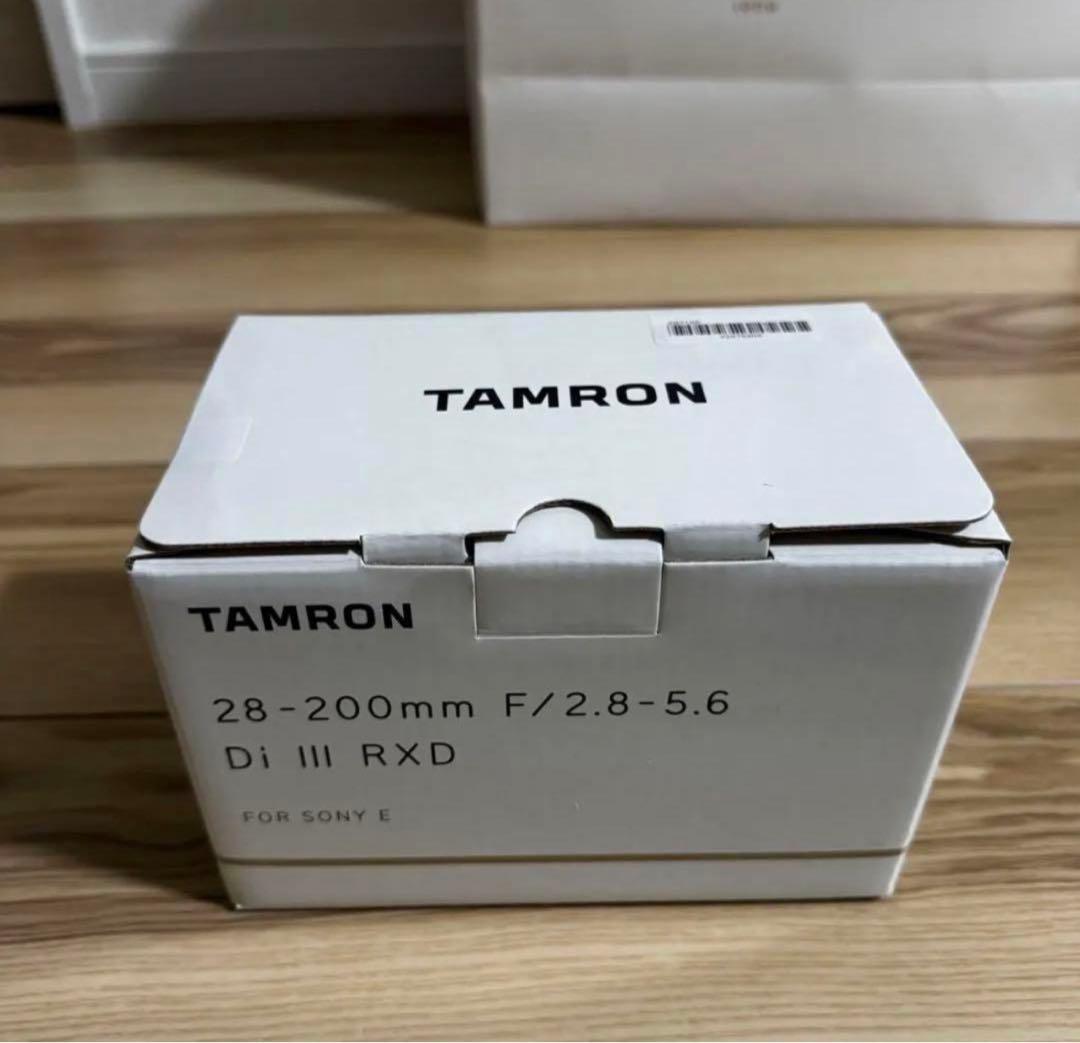 TAMRON
TAMRON
28-200mm F/2.8-5.6
Di III RXD
FOR SONY E